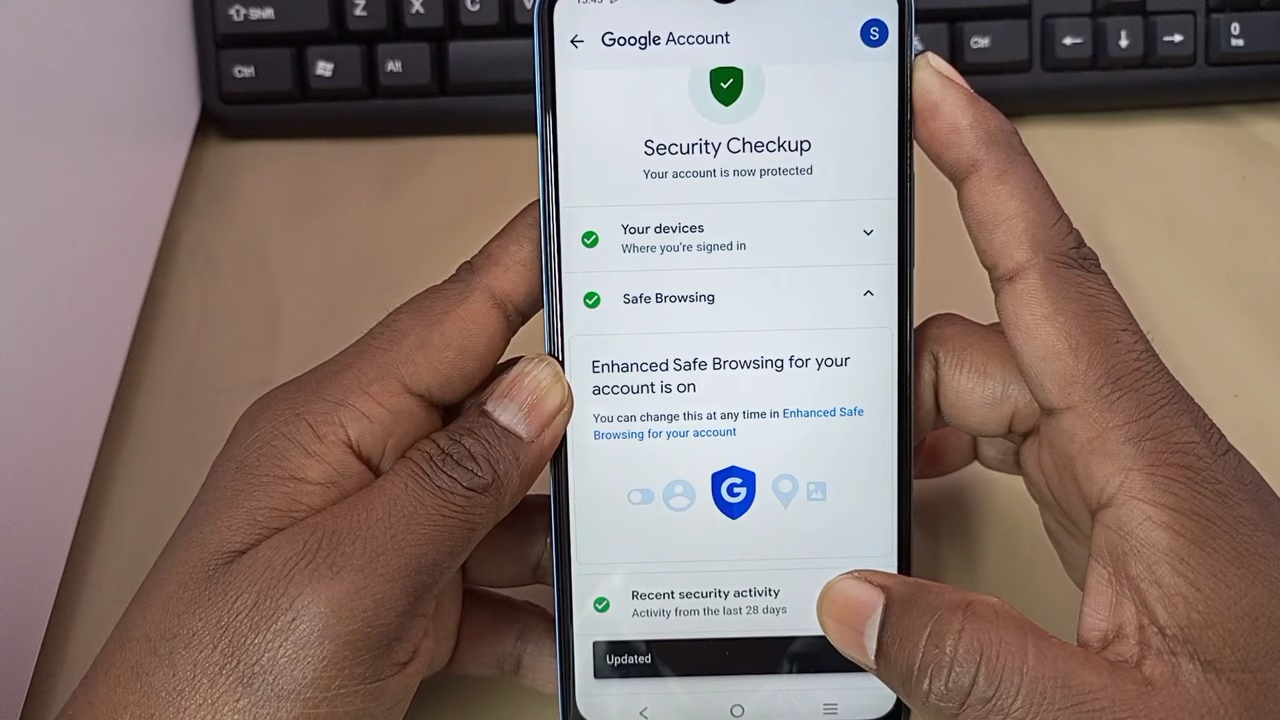 Shift
Z
X
C
V
Ctrl
Alt
Ctrl
0
Ins
Google Account
S
Security Checkup
Your account is now protected
Your devices
Where you're signed in
Safe Browsing
Enhanced Safe Browsing for your
account is on
You can change this at any time in Enhanced Safe
Browsing for your account
G
Recent security activity
Activity from the last 28 days
Updated